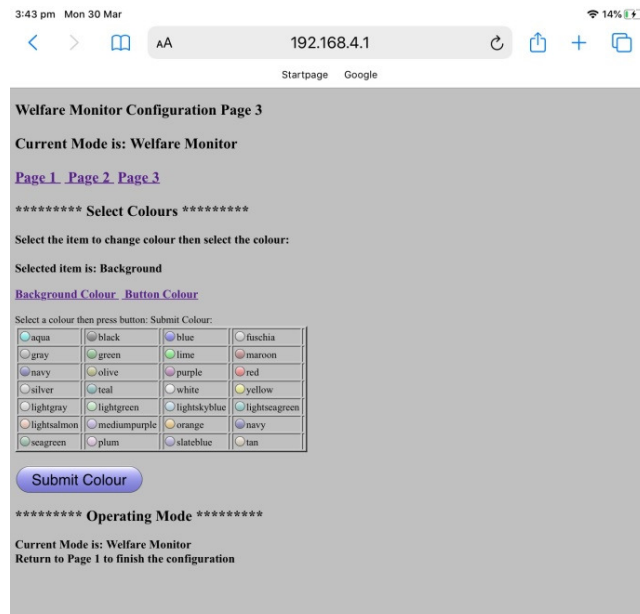 3:43 pm Mon 30 Mar 14%
AA 192.168.4.1
Startpage Google
Welfare Monitor Configuration Page 3
Current Mode is: Welfare Monitor
Page 1 Page 2 Page 3
********* Select Colours *********
Select the item to change colour then select the colour:
Selected item is: Background
Background Colour Button Colour
Select a colour then press button: Submit Colour:
aqua black blue fuschia
gray green lime maroon
navy olive purple red
silver teal white yellow
lightgray lightgreen lightskyblue lightseagreen
lightsalmon mediumpurple orange navy
seagreen plum slateblue tan
Submit Colour
********* Operating Mode *********
Current Mode is: Welfare Monitor
Return to Page 1 to finish the configuration